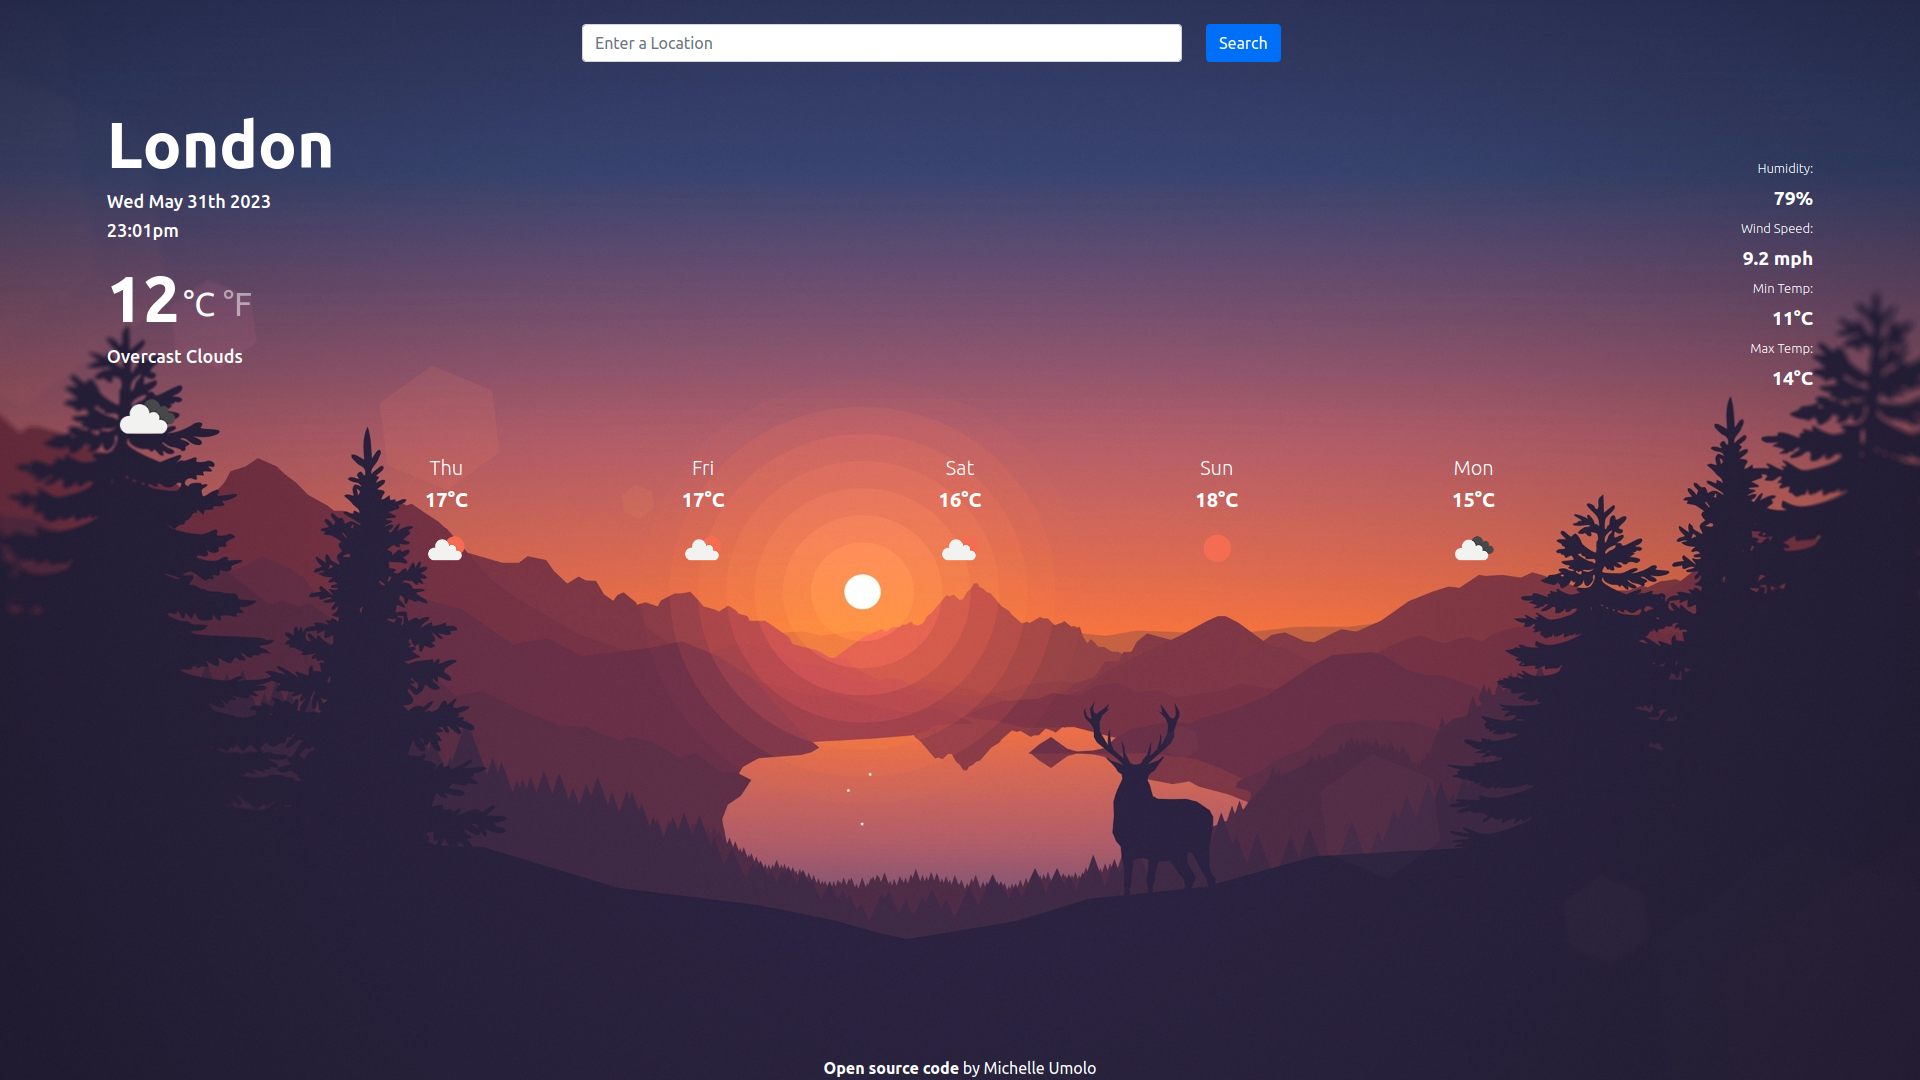 Enter a Location
Search
London
Wed May 31th 2023
23:01pm
12 °C °F
Overcast Clouds
Humidity:
79%
Wind Speed:
9.2 mph
Min Temp:
11°C
Max Temp:
14°C
Thu
17°C
Fri
17°C
Sat
16°C
Sun
18°C
Mon
15°C
Open source code by Michelle Umolo